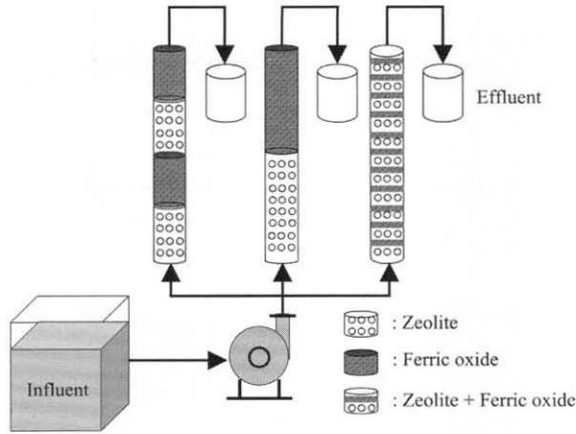 Effluent
: Zeolite
: Ferric oxide
Influent
: Zeolite + Ferric oxide